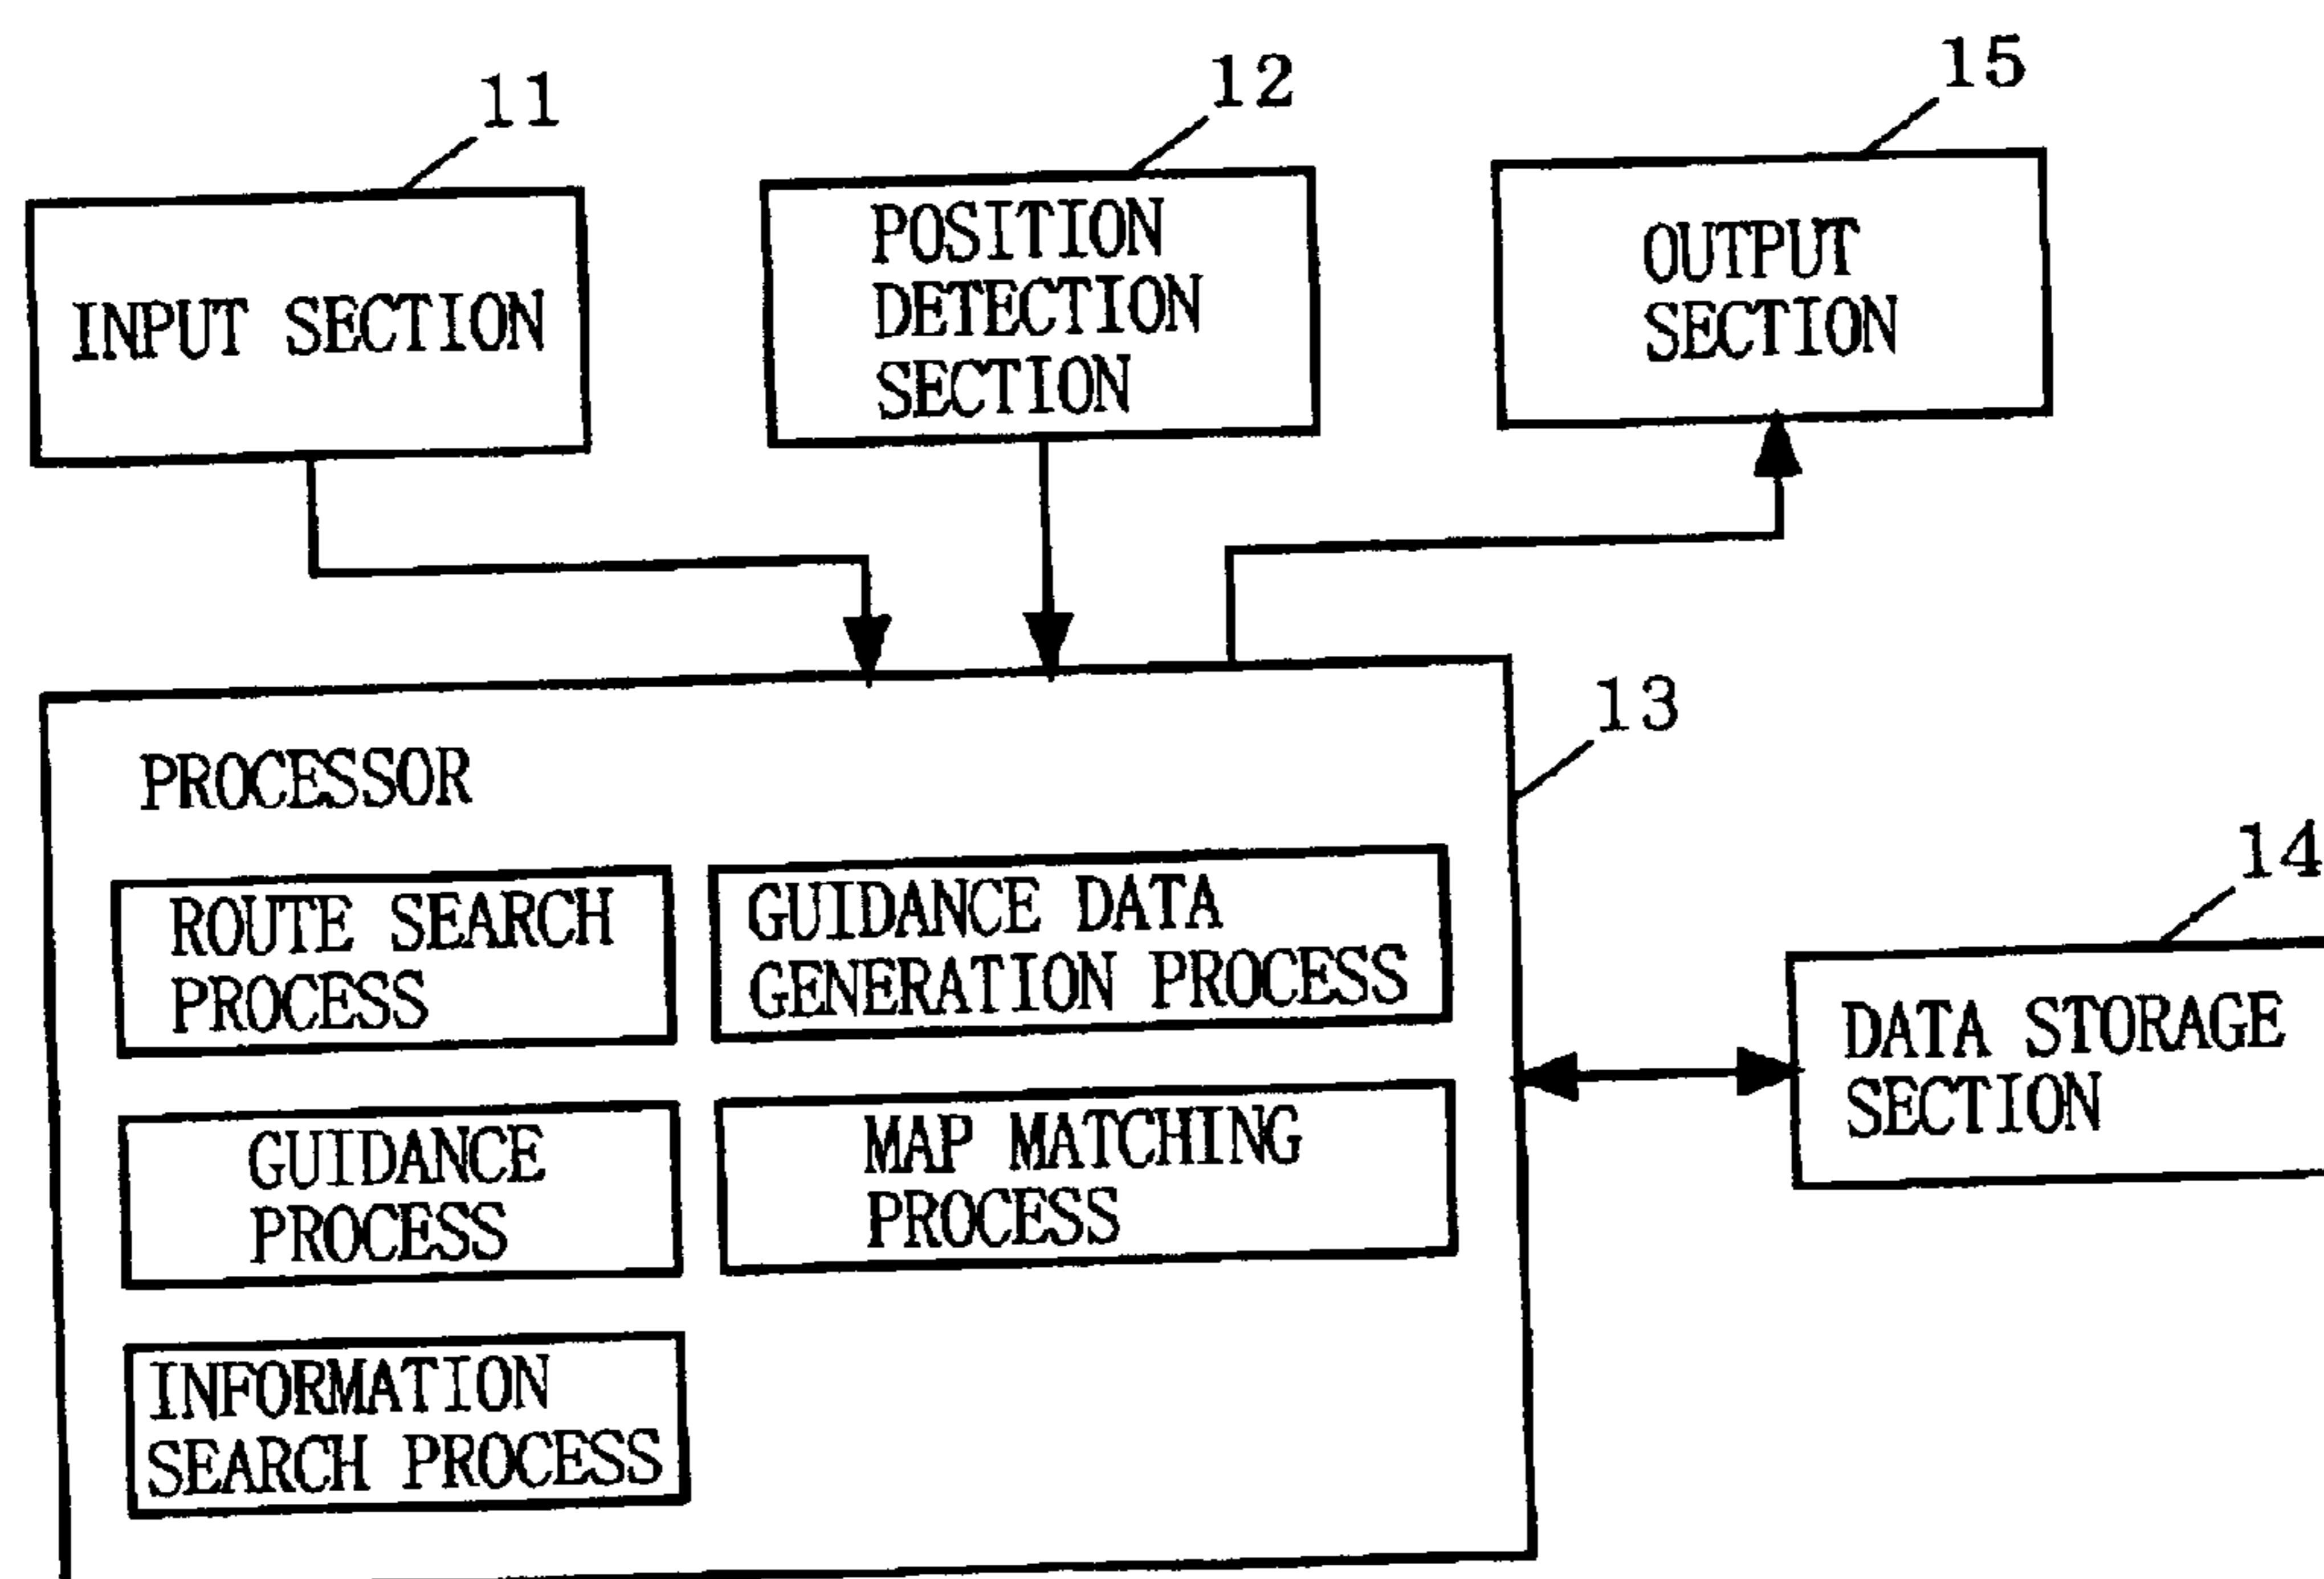 11
12
15
INPUT SECTION
POSITION
DETECTION
SECTION
OUTPUT
SECTION
13
PROCESSOR
14
ROUTE SEARCH
PROCESS
GUIDANCE DATA
GENERATION PROCESS
DATA STORAGE
SECTION
GUIDANCE
PROCESS
MAP MATCHING
PROCESS
INFORMATION
SEARCH PROCESS